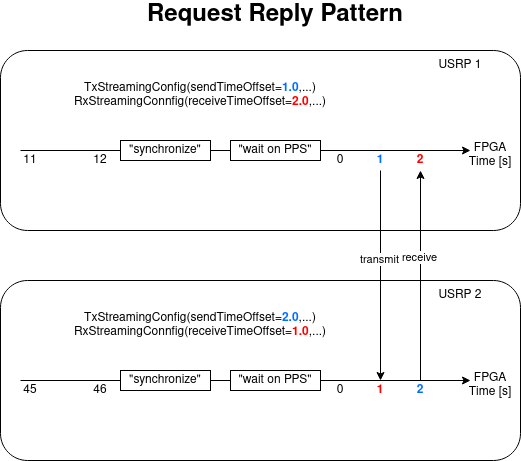 Request Reply Pattern
USRP 1
TxStreamingConfig(sendTimeOffset=1.0,...)
RxStreamingConnfig(receiveTimeOffset=2.0,...)
"synchronize" "wait on PPS" FPGA
11 12 0 1 2 Time [s]
transmit receive
USRP 2
TxStreamingConfig(sendTimeOffset=2.0,...)
RxStreamingConnfig(receiveTimeOffset=1.0,...)
"synchronize" "wait on PPS" FPGA
45 46 0 1 2 Time [s]